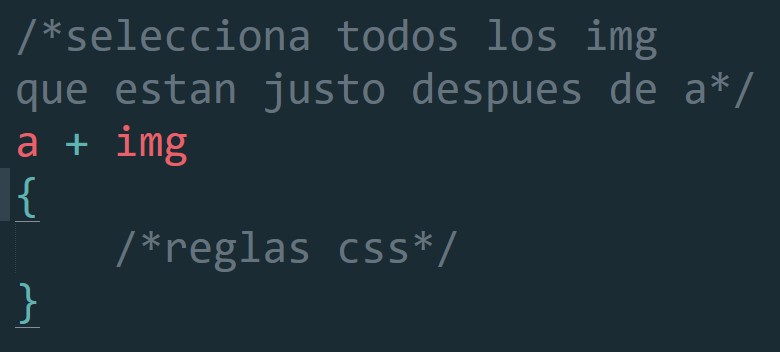 /*selecciona todos los img
que estan justo despues de a*/
a + img
{
/*reglas css*/
}